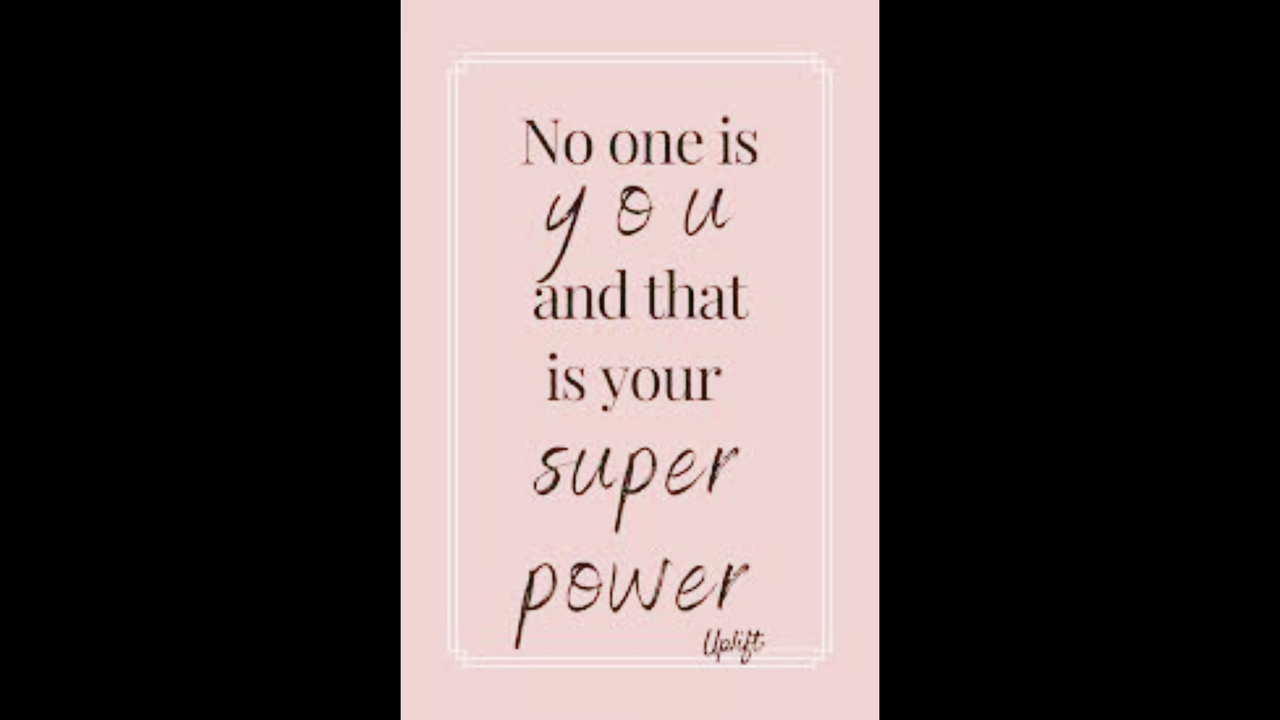 No one is
you
and that
is your
super
power
Uplift